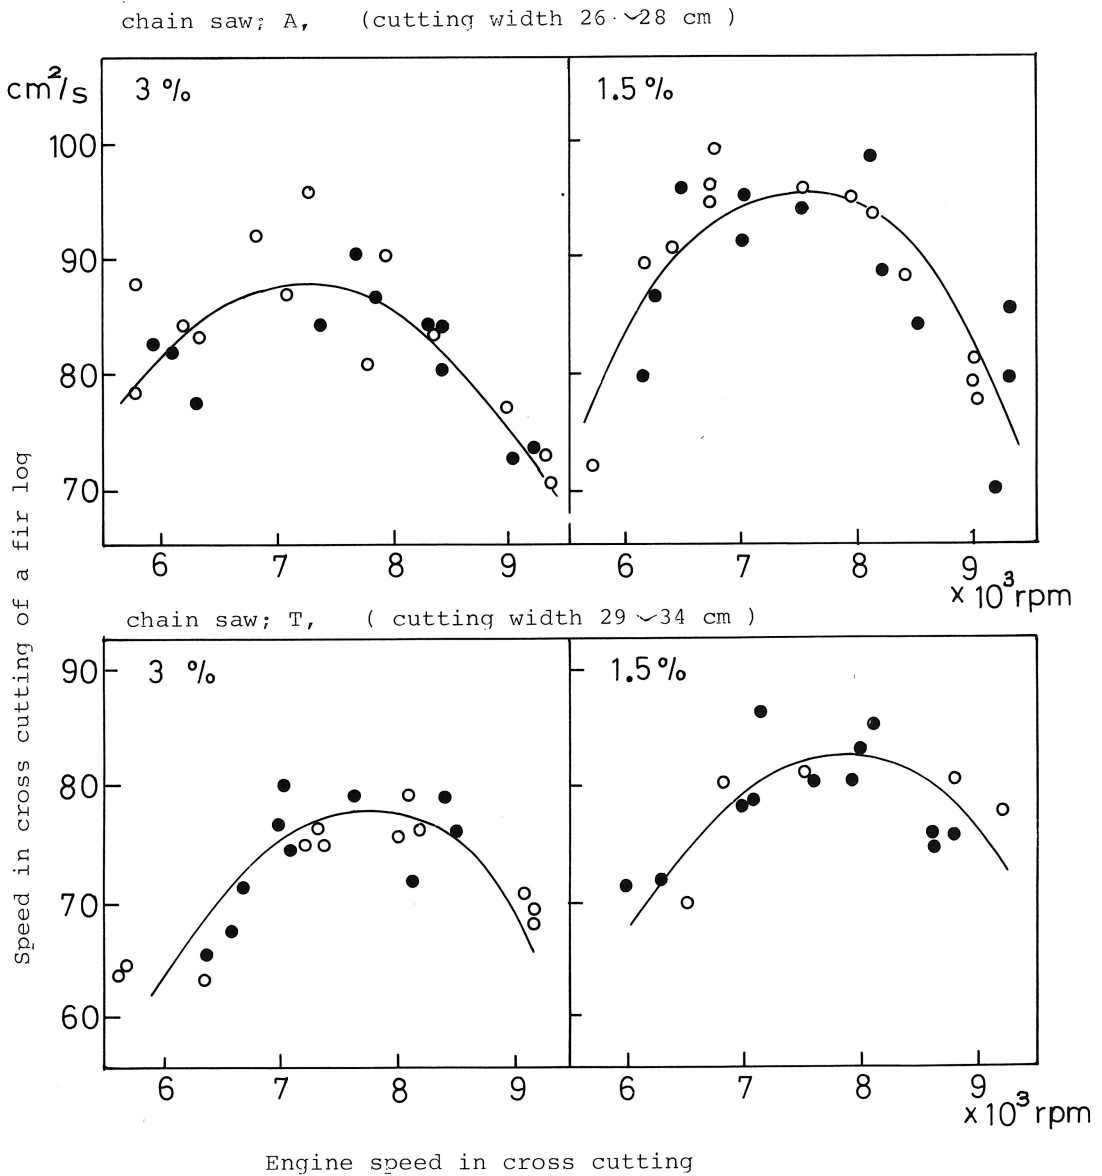 chain saw; A, (cutting width 26~28 cm )
cm²/s
3 %
1.5 %
100
90
80
70
6 7 8 9
6 7 8 9
×10³ rpm
chain saw; T, ( cutting width 29~34 cm )
3 %
1.5 %
90
80
70
60
6 7 8 9
6 7 8 9
×10³ rpm
Speed in cross cutting of a fir log
Engine speed in cross cutting